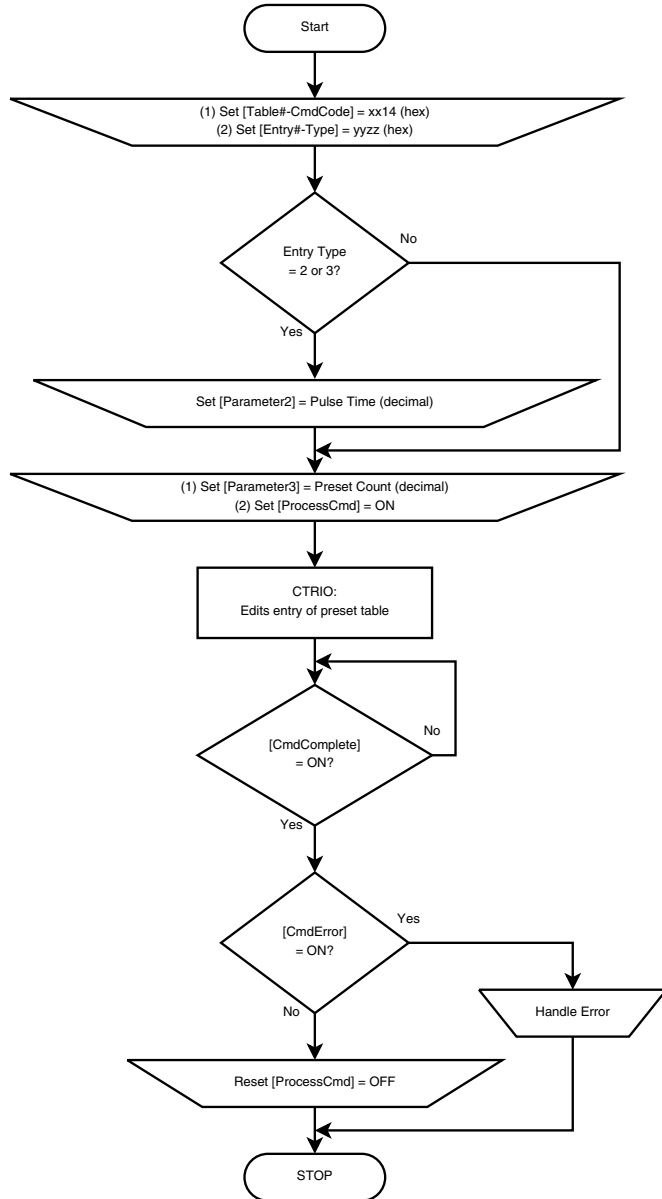 Start
(1) Set [Table#-CmdCode] = xx14 (hex)
(2) Set [Entry#-Type] = yyzz (hex)
Entry Type
= 2 or 3?
No
Yes
Set [Parameter2] = Pulse Time (decimal)
(1) Set [Parameter3] = Preset Count (decimal)
(2) Set [ProcessCmd] = ON
CTRIO:
Edits entry of preset table
[CmdComplete]
= ON?
No
Yes
[CmdError]
= ON?
Yes
No
Handle Error
Reset [ProcessCmd] = OFF
STOP